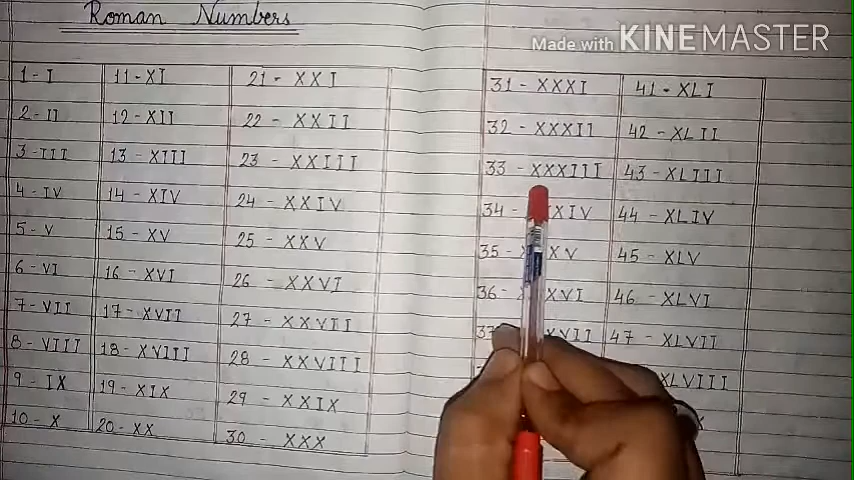 Roman Numbers
Made with KINEMASTER
1 - I
2 - II
3 - III
4 - IV
5 - V
6 - VI
7 - VII
8 - VIII
9 - IX
10 - X
11 - XI
12 - XII
13 - XIII
14 - XIV
15 - XV
16 - XVI
17 - XVII
18 - XVIII
19 - XIX
20 - XX
21 - XXI
22 - XXII
23 - XXIII
24 - XXIV
25 - XXV
26 - XXVI
27 - XXVII
28 - XXVIII
29 - XXIX
30 - XXX
31 - XXXI
32 - XXXII
33 - XXXIII
34 -
35 -
36 -
37
41 - XLI
42 - XLII
43 - XLIII
44 - XLIV
45 - XLV
46 - XLVI
47 - XLVII
XLVIII